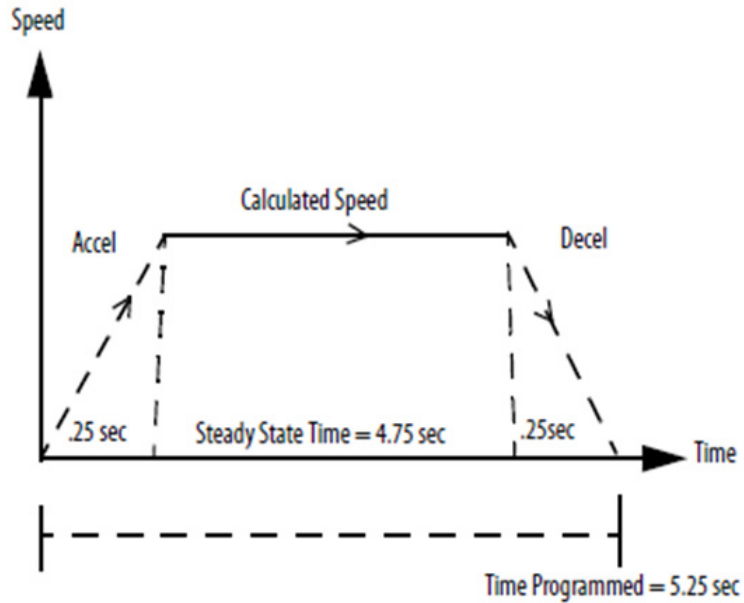 Speed
Calculated Speed
Accel
Decel
.25 sec
Steady State Time = 4.75 sec
.25sec
Time
Time Programmed = 5.25 sec